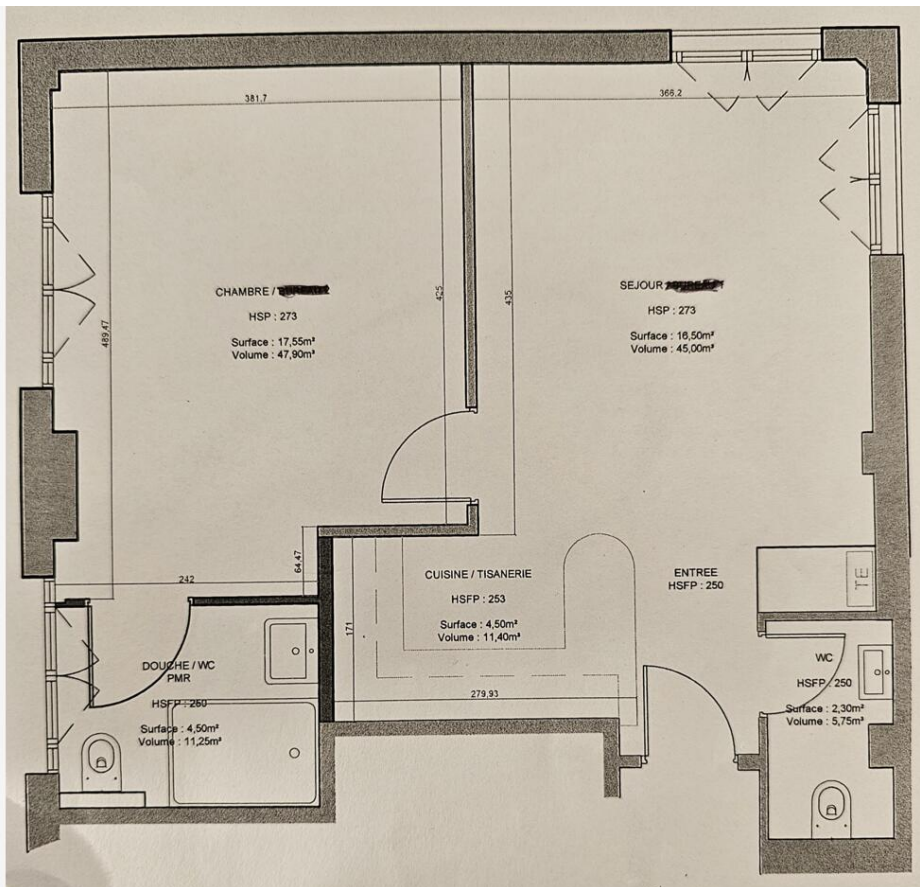 381,7
366,2
CHAMBRE /
HSP : 273
Surface : 17,55m²
Volume : 47,90m³
489,47
425
435
SEJOUR
HSP : 273
Surface : 16,50m²
Volume : 45,00m³
242
64,47
171
CUISINE / TISANERIE
HSFP : 253
Surface : 4,50m²
Volume : 11,40m³
279,93
ENTREE
HSFP : 250
TE
DOUCHE / WC
PMR
HSFP : 250
Surface : 4,50m²
Volume : 11,25m³
WC
HSFP : 250
Surface : 2,30m²
Volume : 5,75m³